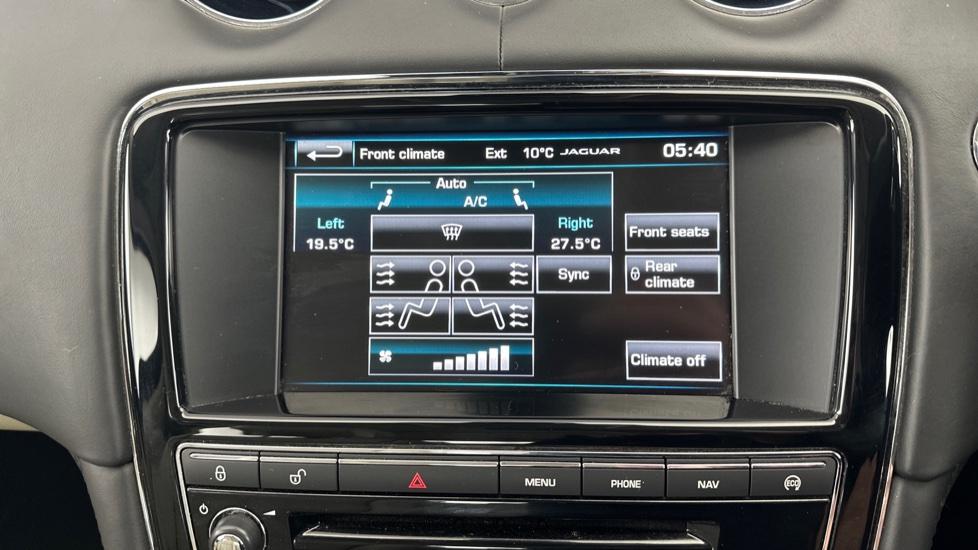 Front climate Ext 10°C JAGUAR 05:40
Auto
A/C
Left Right
19.5°C 27.5°C
Front seats
Sync
Rear climate
Climate off
MENU PHONE NAV ECO